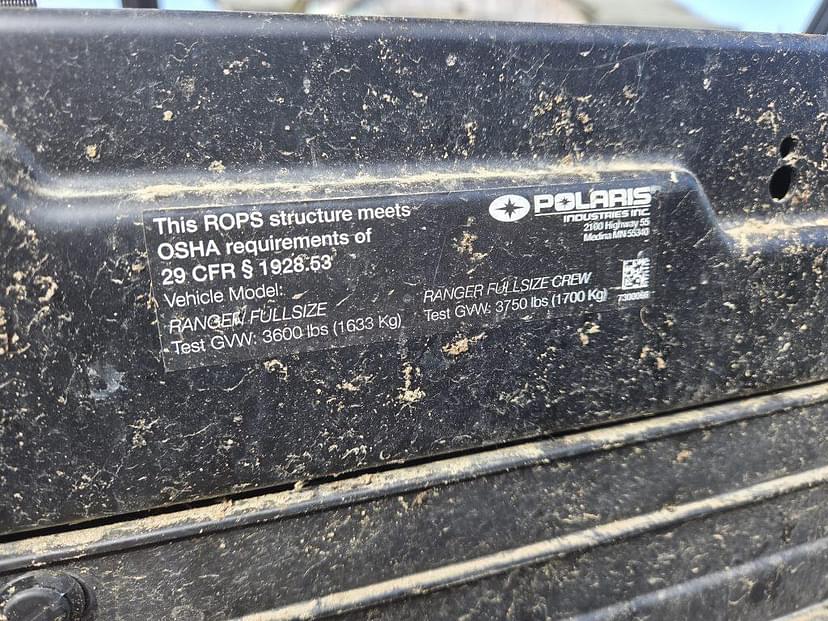 This ROPS structure meets
OSHA requirements of
29 CFR § 1928.53
Vehicle Model:
RANGER FULLSIZE
Test GVW: 3600 lbs (1633 Kg)
RANGER FULLSIZE CREW
Test GVW: 3750 lbs (1700 Kg)
POLARIS
INDUSTRIES INC.
2100 Highway 55
Medina MN 55340